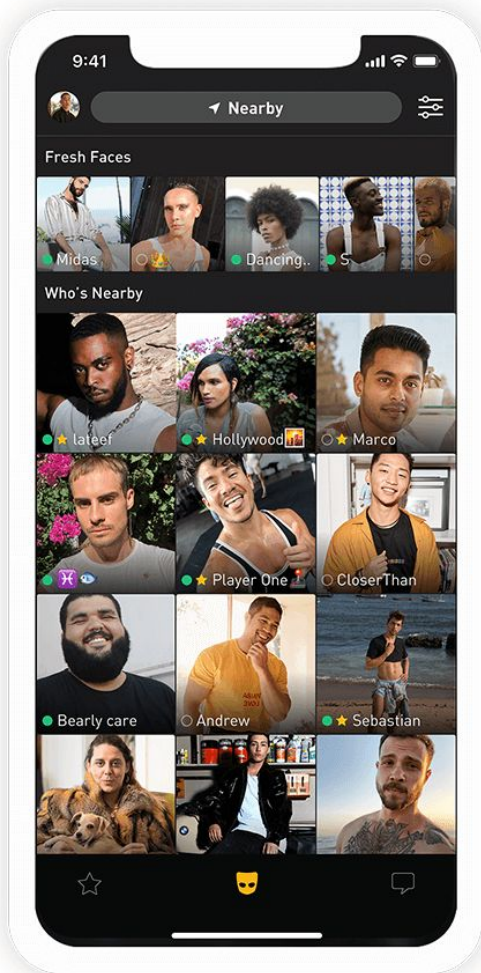 9:41
Nearby
Fresh Faces
Midas
👑
Dancing..
S
Who's Nearby
lateef
Hollywood🌇
Marco
♓🐟
Player One🕹️
CloserThan
Bearly care
Andrew
Sebastian